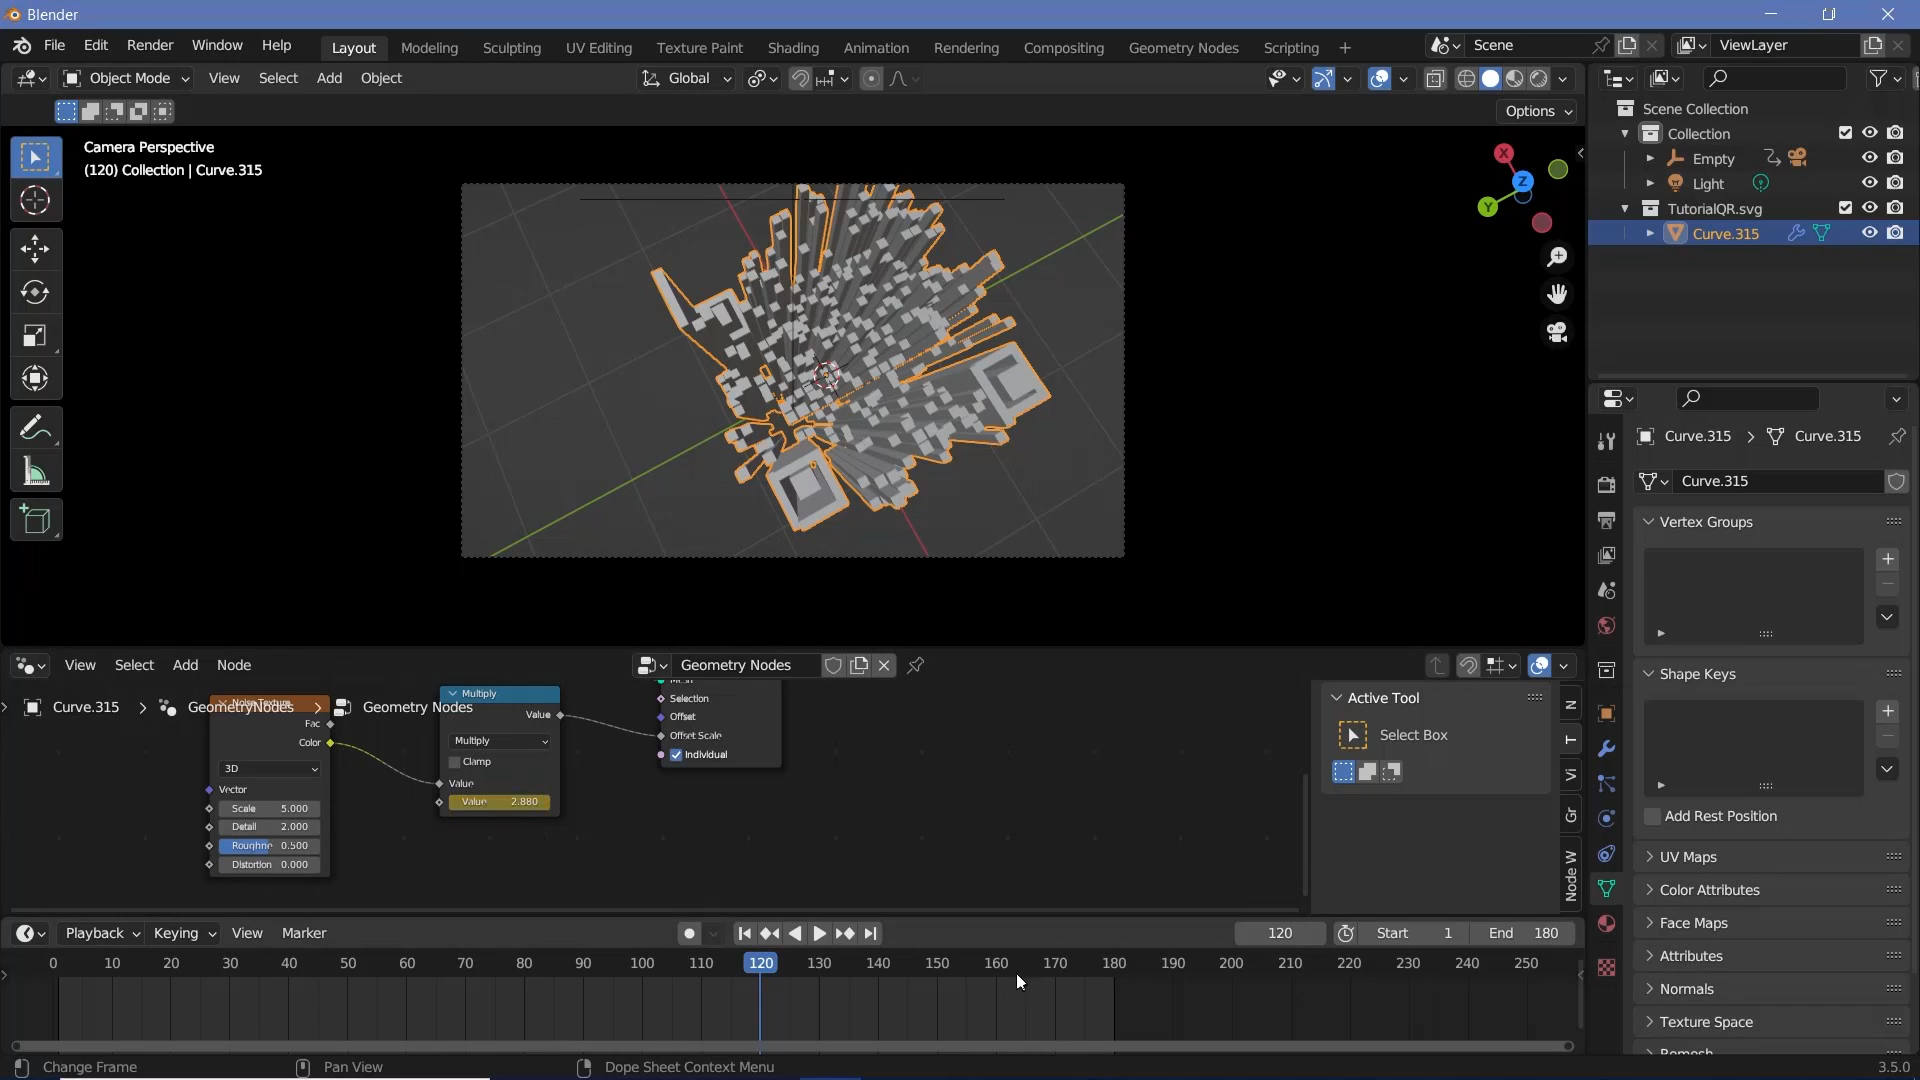 Blender
File Edit Render Window Help
Layout Modeling Sculpting UV Editing Texture Paint Shading Animation Rendering Compositing Geometry Nodes Scripting +
Scene
ViewLayer
Object Mode View Select Add Object
Global
Options
Camera Perspective
(120) Collection | Curve.315
X
Y
Z
Scene Collection
Collection
Empty
Light
TutorialQR.svg
Curve.315
Curve.315 > Curve.315
Curve.315
Vertex Groups
Shape Keys
Add Rest Position
UV Maps
Color Attributes
Face Maps
Attributes
Normals
Texture Space
Remesh
View Select Add Node
Geometry Nodes
Curve.315 > GeometryNodes > Geometry Nodes
Noise Texture
Fac
Color
3D
Vector
Scale 5.000
Detail 2.000
Roughne 0.500
Distortion 0.000
Multiply
Value
Multiply
Clamp
Value
Value 2.880
Selection
Offset
Offset Scale
Individual
Active Tool
Select Box
N
T
Vi
Gr
Node W
Playback Keying View Marker
120
Start 1
End 180
0 10 20 30 40 50 60 70 80 90 100 110 120 130 140 150 160 170 180 190 200 210 220 230 240 250
Change Frame
Pan View
Dope Sheet Context Menu
3.5.0